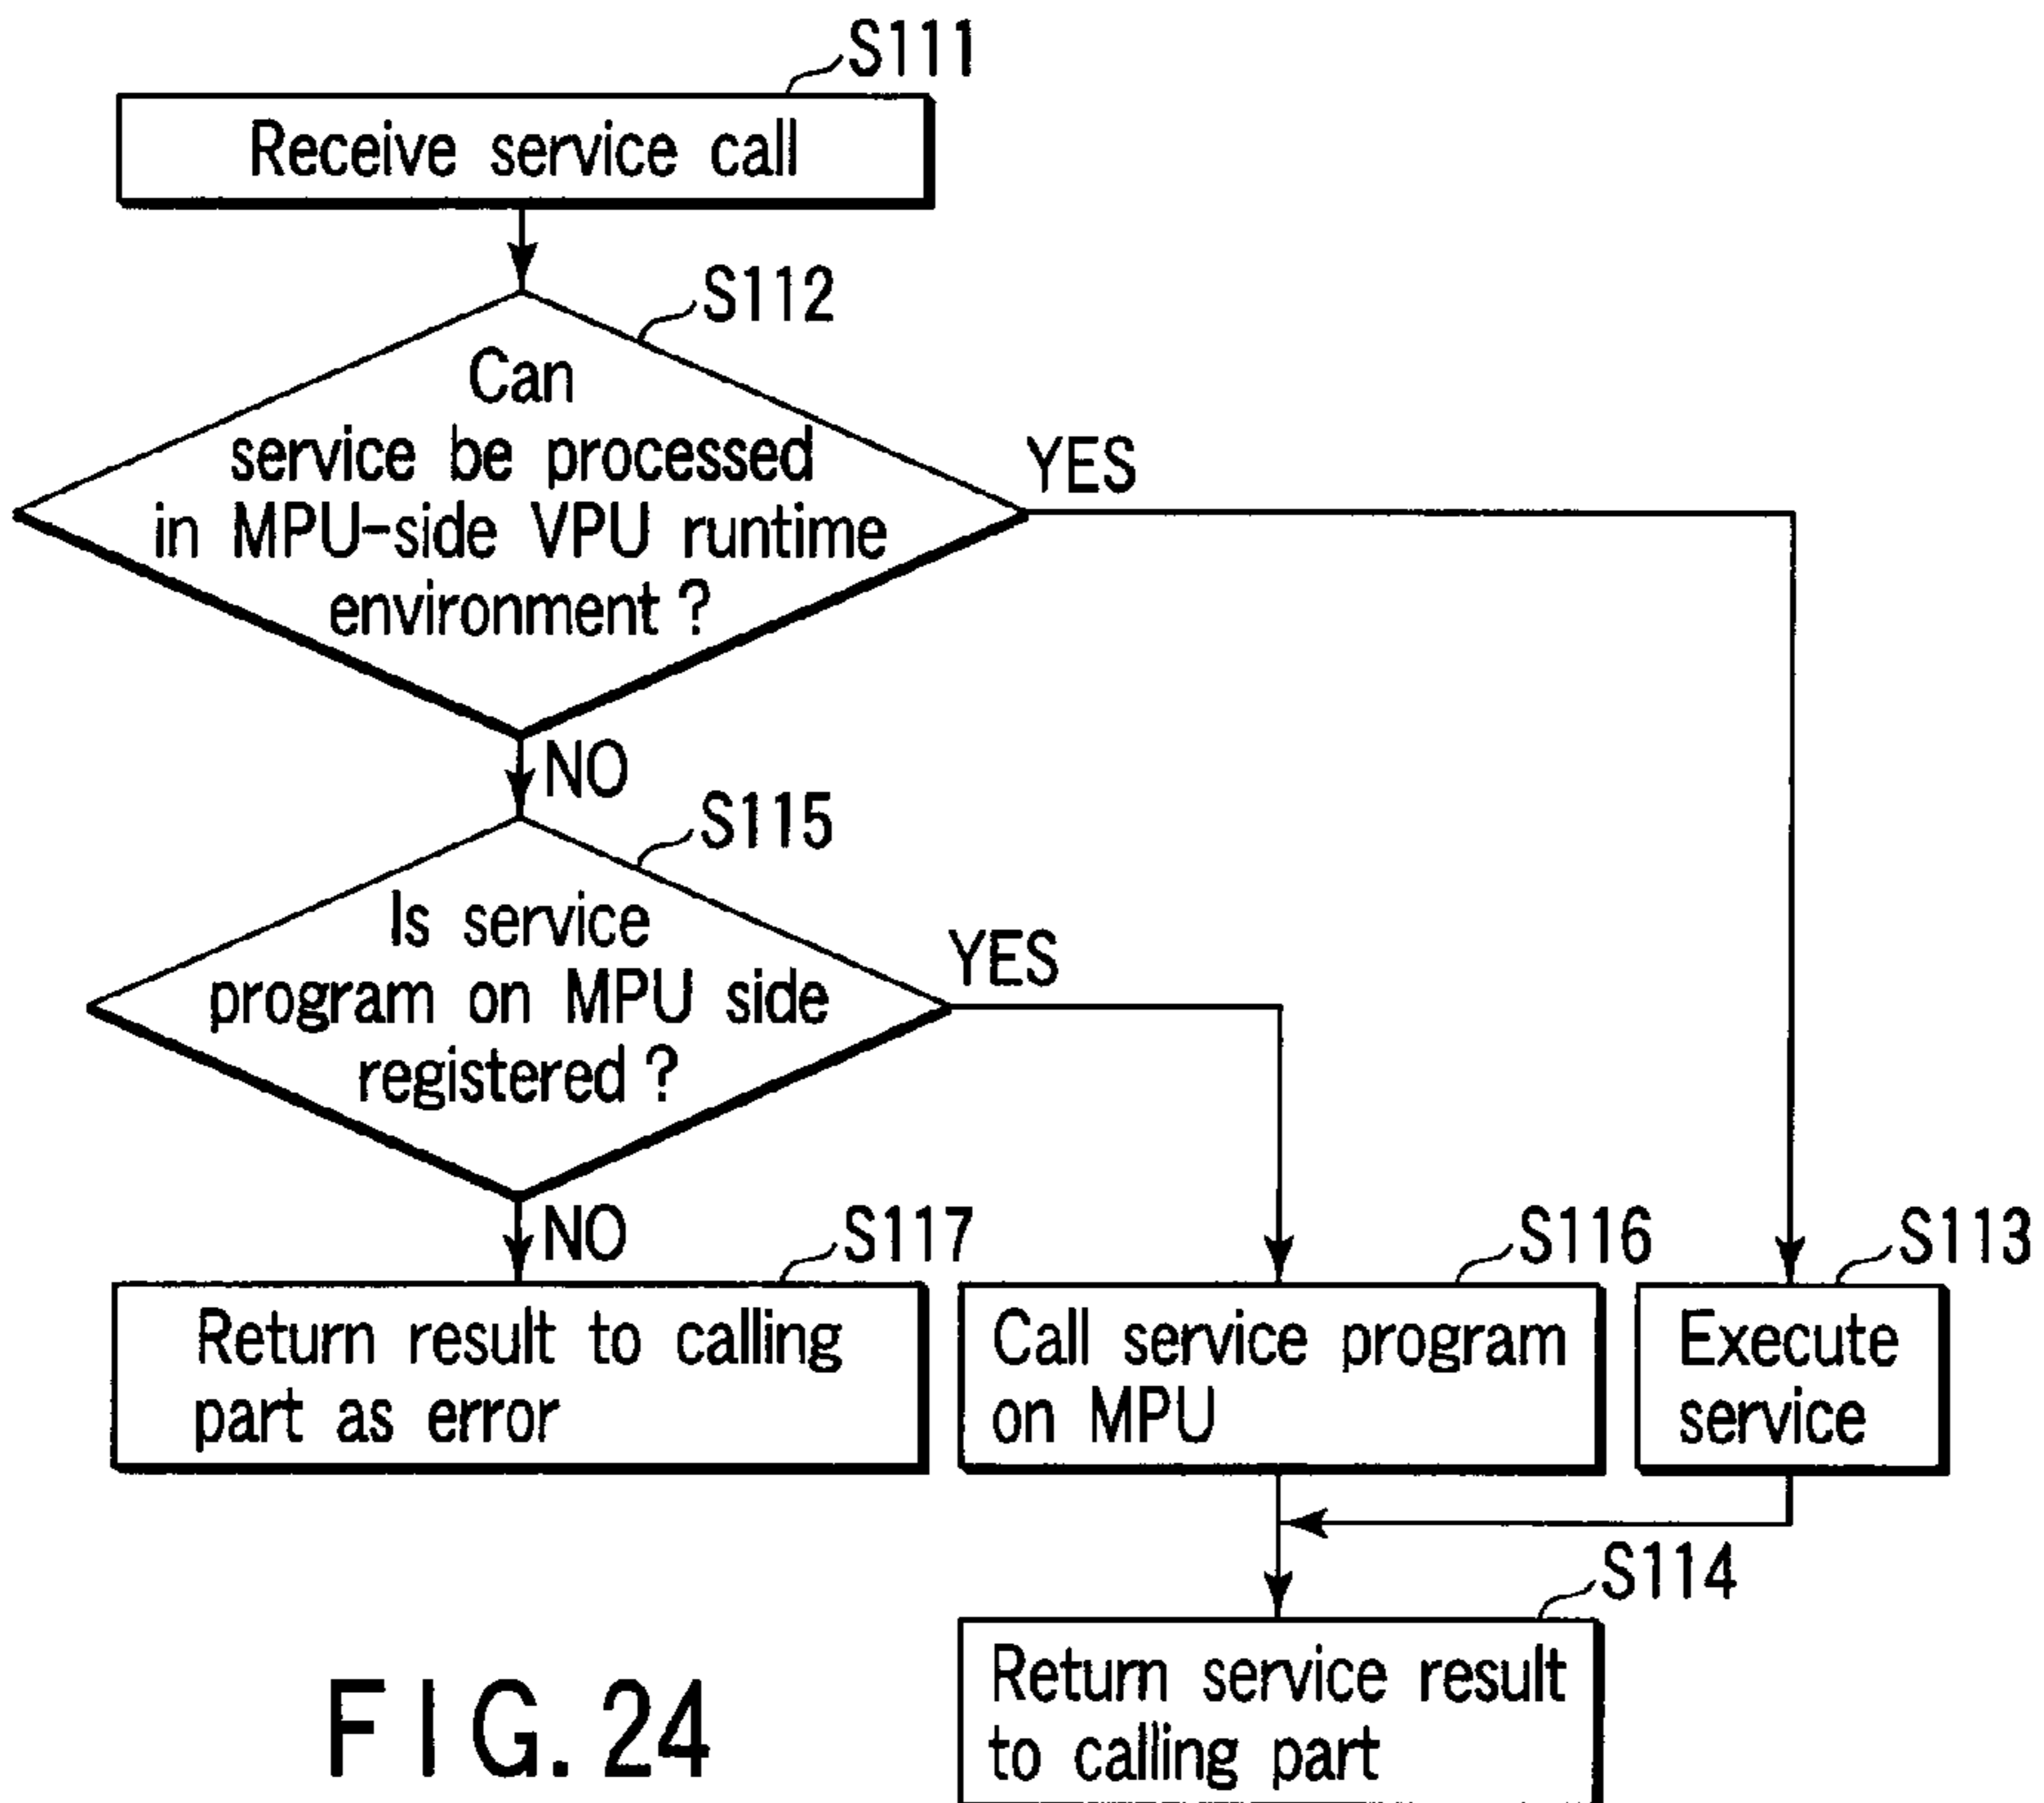 S111
Receive service call
S112
Can
service be processed
in MPU-side VPU runtime
environment?
YES
NO
S115
Is service
program on MPU side
registered?
YES
NO
S117
Return result to calling
part as error
S116
Call service program
on MPU
S113
Execute
service
S114
Return service result
to calling part
FIG. 24